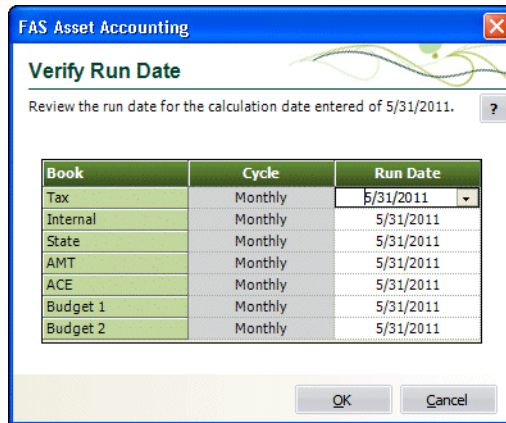 FAS Asset Accounting
Verify Run Date
Review the run date for the calculation date entered of 5/31/2011.
?
Book Cycle Run Date
Tax Monthly 5/31/2011
Internal Monthly 5/31/2011
State Monthly 5/31/2011
AMT Monthly 5/31/2011
ACE Monthly 5/31/2011
Budget 1 Monthly 5/31/2011
Budget 2 Monthly 5/31/2011
OK Cancel